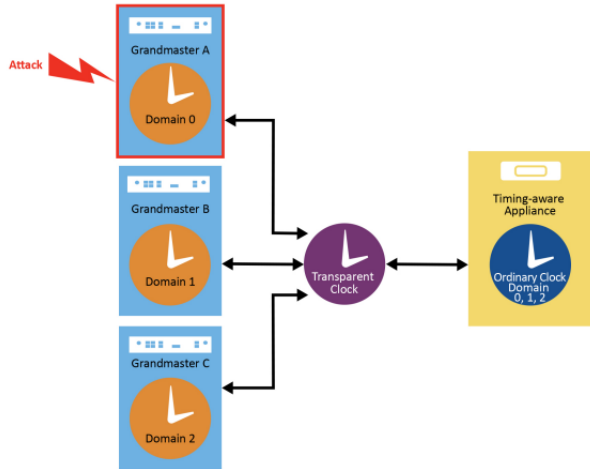 Attack
Grandmaster A
Domain 0
Grandmaster B
Domain 1
Grandmaster C
Domain 2
Transparent
Clock
Timing-aware
Appliance
Ordinary Clock
Domain
0, 1, 2